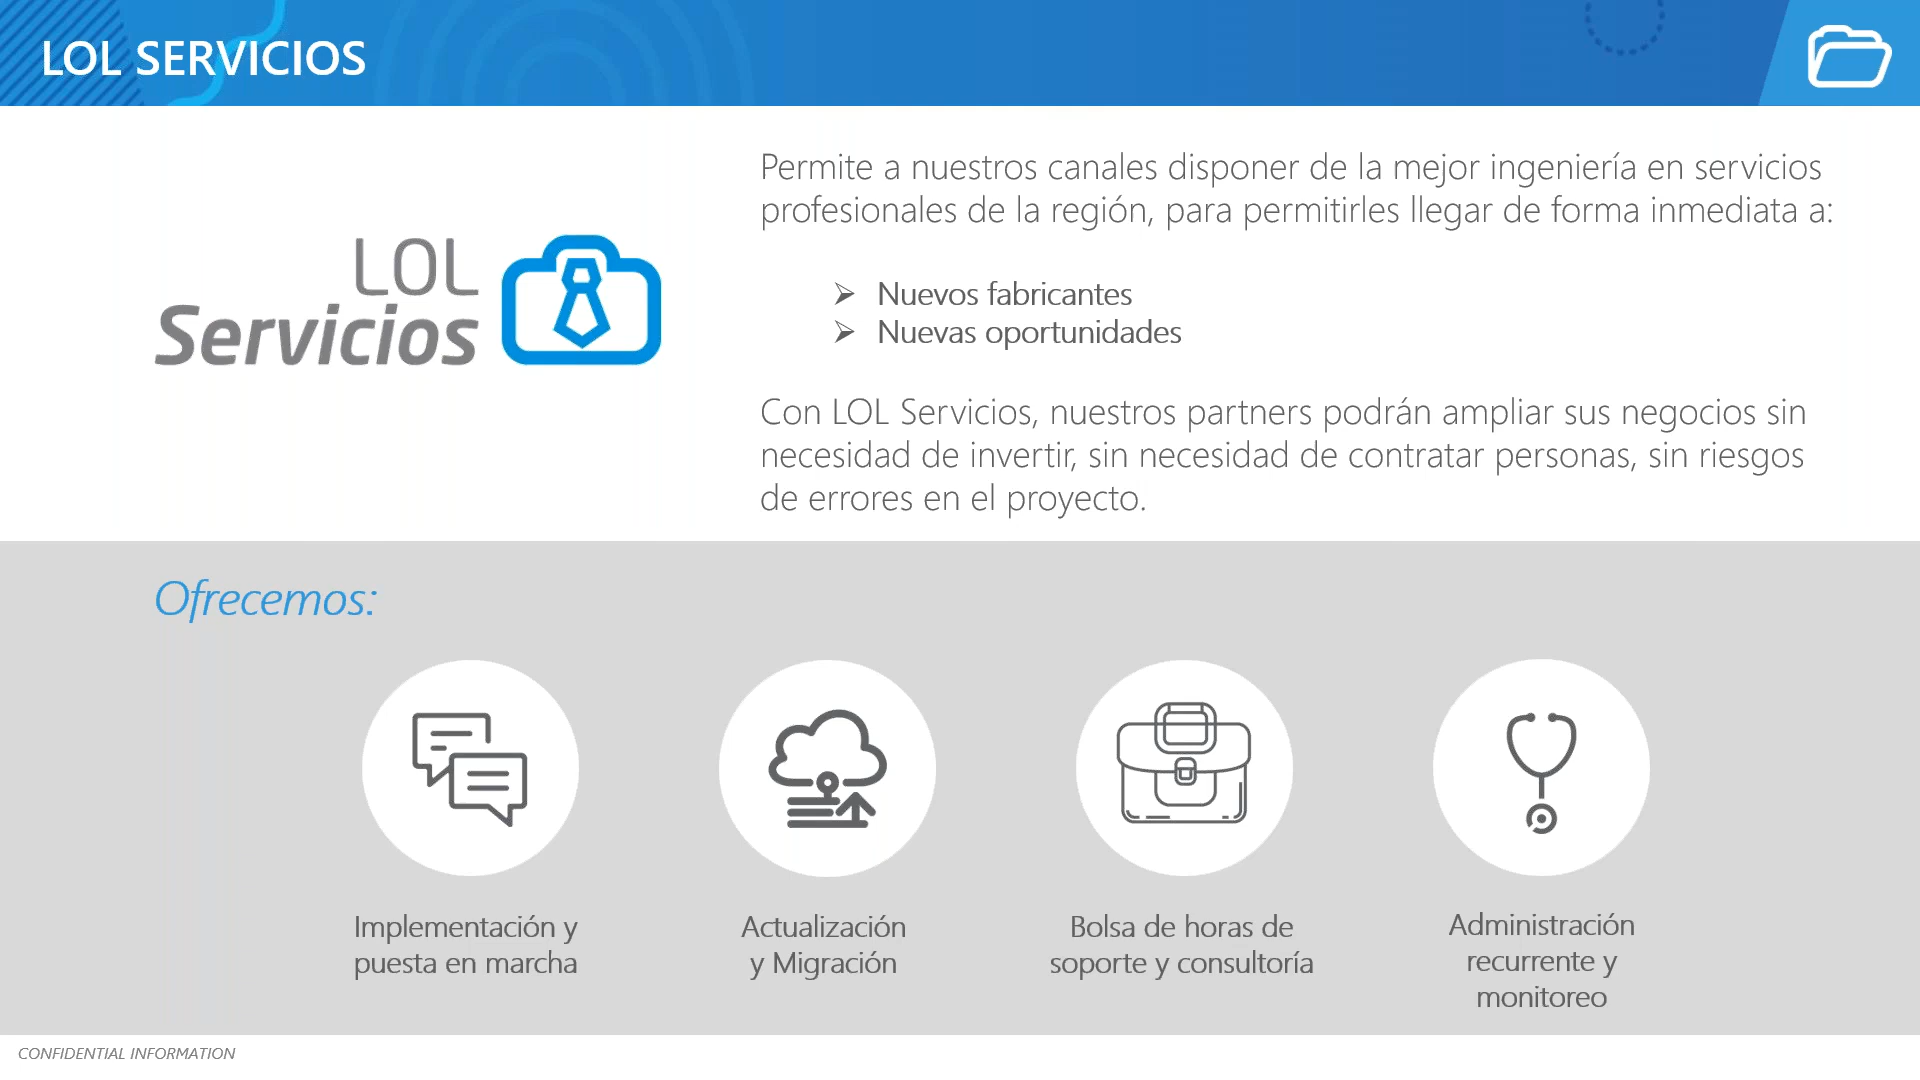 LOL SERVICIOS
LOL
Servicios
Permite a nuestros canales disponer de la mejor ingeniería en servicios
profesionales de la región, para permitirles llegar de forma inmediata a:
➢ Nuevos fabricantes
➢ Nuevas oportunidades
Con LOL Servicios, nuestros partners podrán ampliar sus negocios sin
necesidad de invertir, sin necesidad de contratar personas, sin riesgos
de errores en el proyecto.
Ofrecemos:
Implementación y
puesta en marcha
Actualización
y Migración
Bolsa de horas de
soporte y consultoría
Administración
recurrente y
monitoreo
CONFIDENTIAL INFORMATION